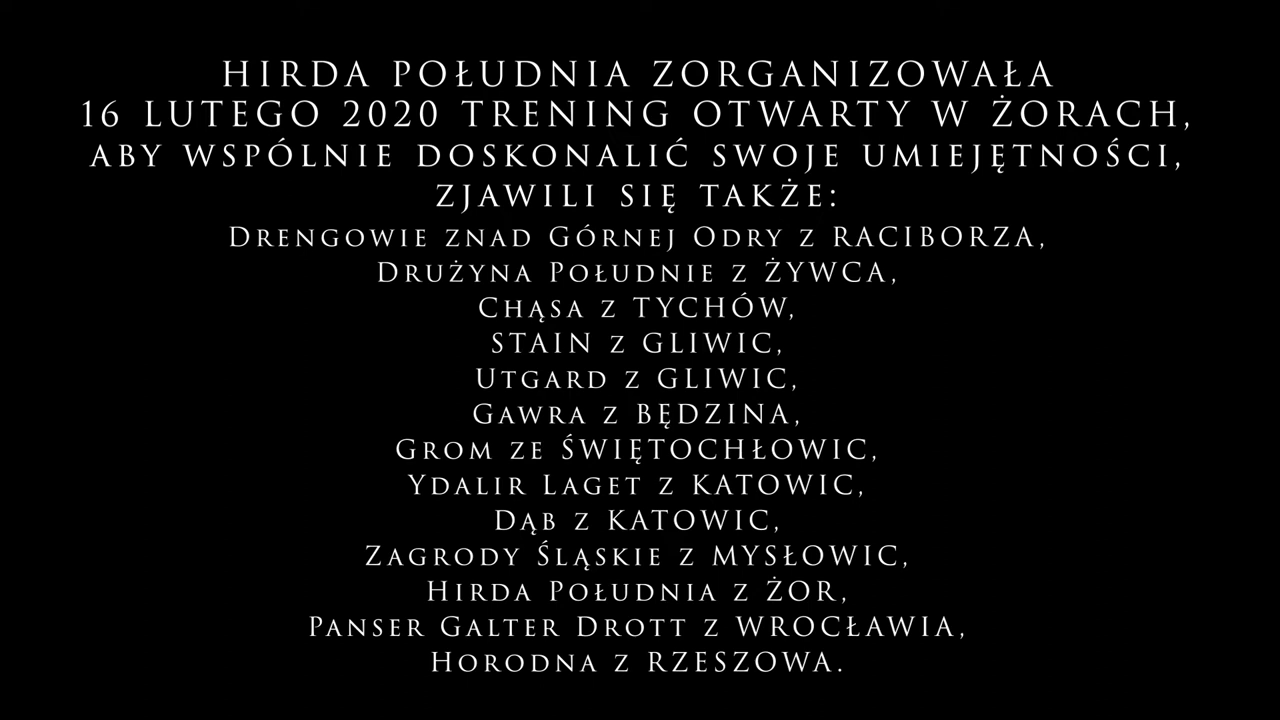 HIRDA POŁUDNIA ZORGANIZOWAŁA
16 LUTEGO 2020 TRENING OTWARTY W ŻORACH,
ABY WSPÓLNIE DOSKONALIĆ SWOJE UMIEJĘTNOŚCI,
ZJAWILI SIĘ TAKŻE:
Drengowie znad Górnej Odry z RACIBORZA,
Drużyna Południe z ŻYWCA,
Chąsa z TYCHÓW,
STAIN z GLIWIC,
Utgard z GLIWIC,
Gawra z BĘDZINA,
Grom ze ŚWIĘTOCHŁOWIC,
Ydalir Laget z KATOWIC,
Dąb z KATOWIC,
Zagrody Śląskie z MYSŁOWIC,
Hirda Południa z ŻOR,
Panser Galter Drott z WROCŁAWIA,
Horodna z RZESZOWA.